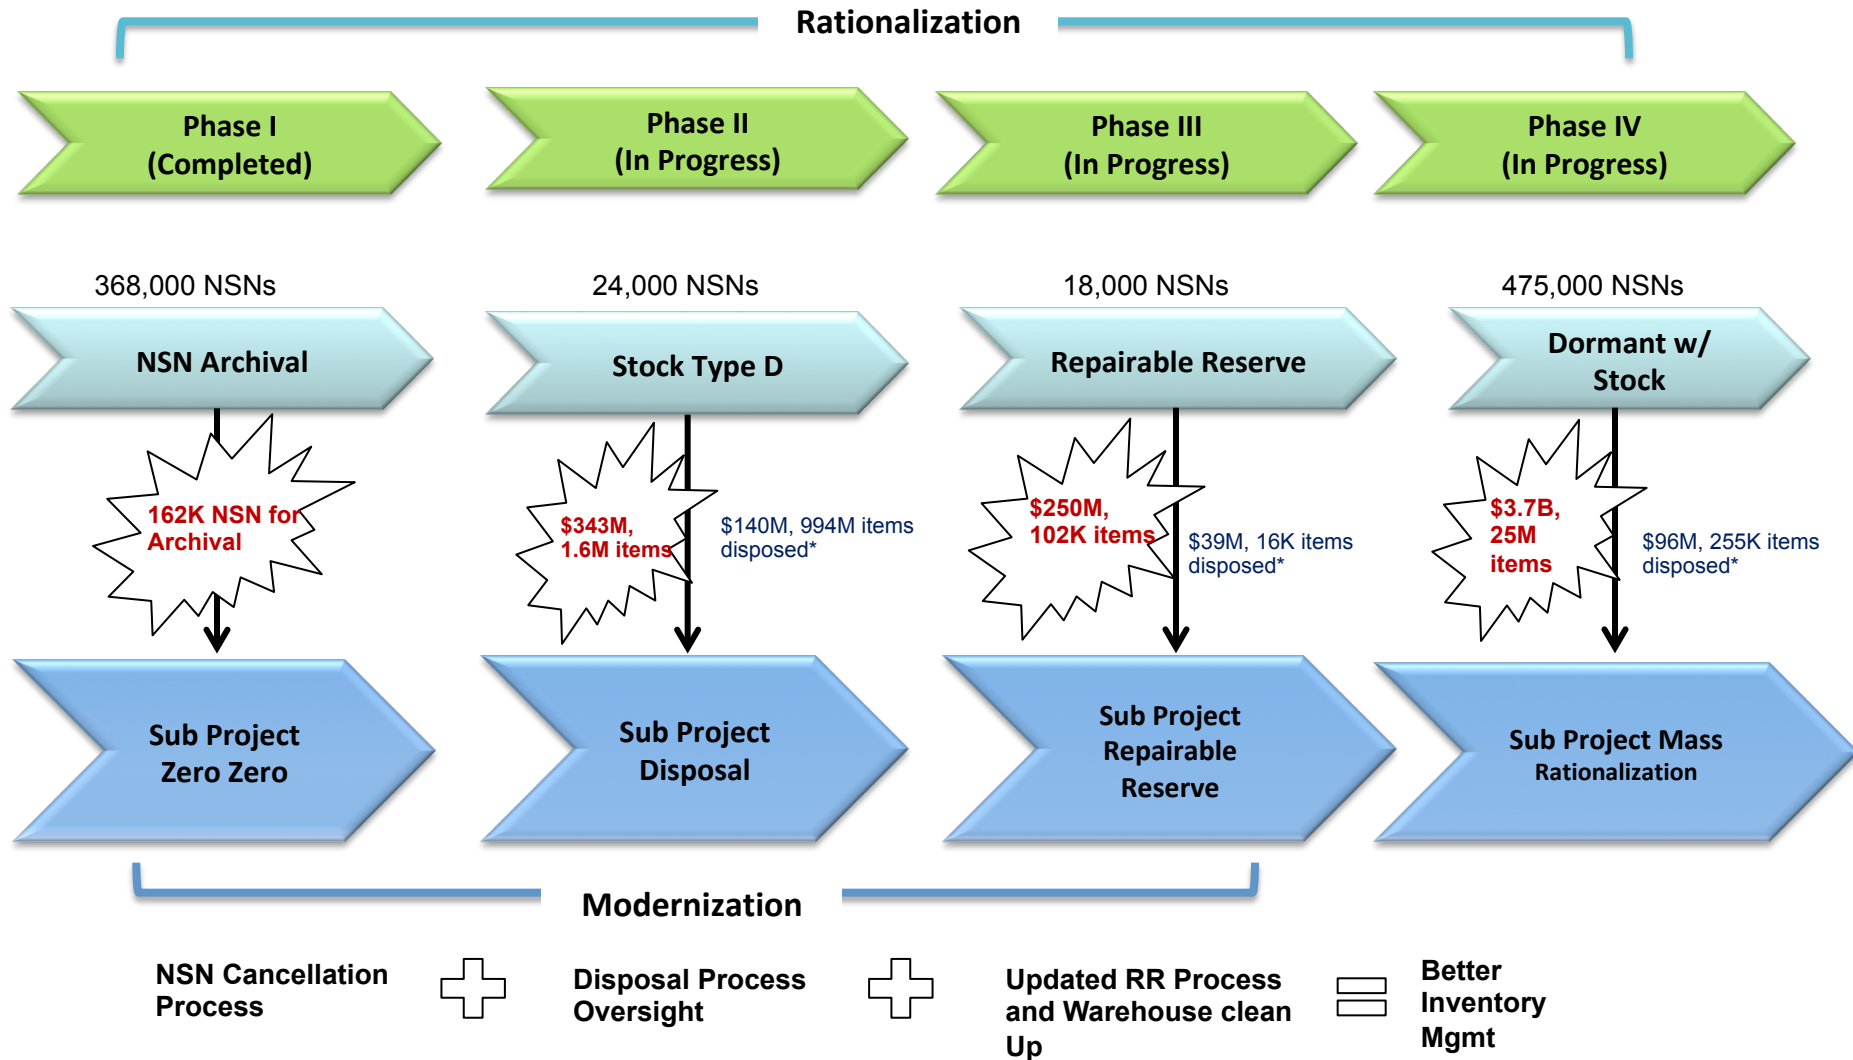 Rationalization
Phase I
(Completed)
Phase II
(In Progress)
Phase III
(In Progress)
Phase IV
(In Progress)
368,000 NSNs
24,000 NSNs
18,000 NSNs
475,000 NSNs
NSN Archival
Stock Type D
Repairable Reserve
Dormant w/
Stock
162K NSN for
Archival
$343M,
1.6M items
$140M, 994M items
disposed*
$250M,
102K items
$39M, 16K items
disposed*
$3.7B,
25M
items
$96M, 255K items
disposed*
Sub Project
Zero Zero
Sub Project
Disposal
Sub Project
Repairable
Reserve
Sub Project Mass
Rationalization
Modernization
NSN Cancellation
Process
Disposal Process
Oversight
Updated RR Process
and Warehouse clean
Up
Better
Inventory
Mgmt